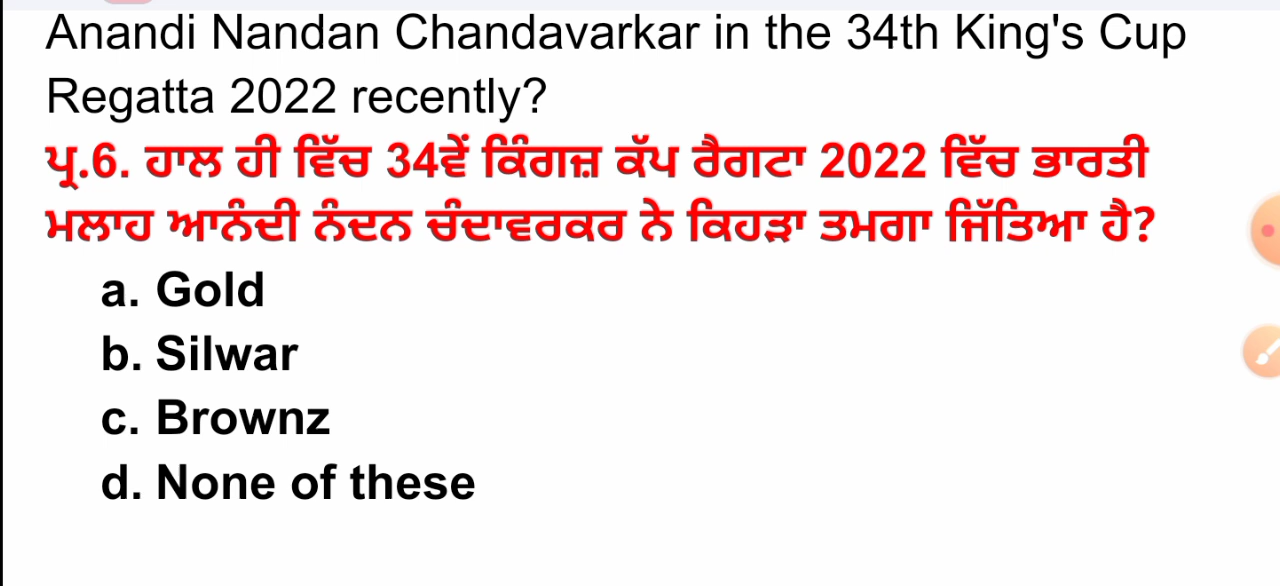 Anandi Nandan Chandavarkar in the 34th King's Cup
Regatta 2022 recently?
ਪ੍ਰ.6. ਹਾਲ ਹੀ ਵਿੱਚ 34ਵੇਂ ਕਿੰਗਜ਼ ਕੱਪ ਰੈਗਟਾ 2022 ਵਿੱਚ ਭਾਰਤੀ
ਮਲਾਹ ਆਨੰਦੀ ਨੰਦਨ ਚੰਦਾਵਰਕਰ ਨੇ ਕਿਹੜਾ ਤਮਗਾ ਜਿੱਤਿਆ ਹੈ?
a. Gold
b. Silwar
c. Brownz
d. None of these